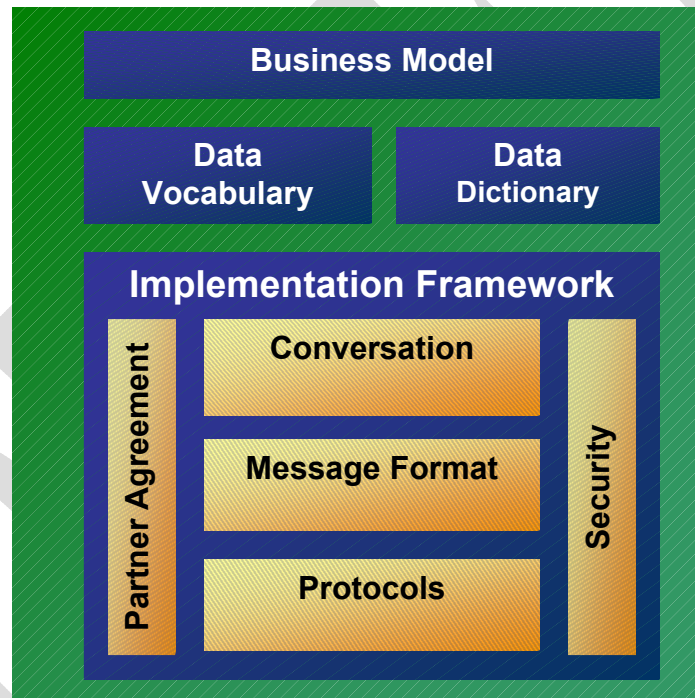 Business Model
Data
Vocabulary
Data
Dictionary
Implementation Framework
Partner Agreement
Conversation
Message Format
Protocols
Security